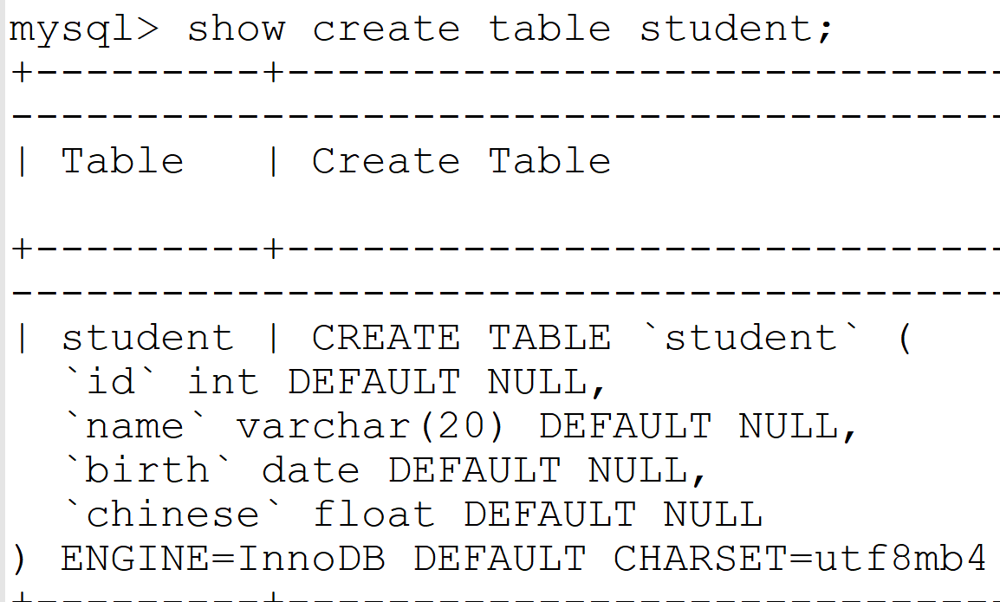 mysql> show create table student;
+---------+-----------------------------
----------------------------------------
| Table   | Create Table
+---------+-----------------------------
----------------------------------------
| student | CREATE TABLE `student` (
  `id` int DEFAULT NULL,
  `name` varchar(20) DEFAULT NULL,
  `birth` date DEFAULT NULL,
  `chinese` float DEFAULT NULL
) ENGINE=InnoDB DEFAULT CHARSET=utf8mb4
+---------+-----------------------------